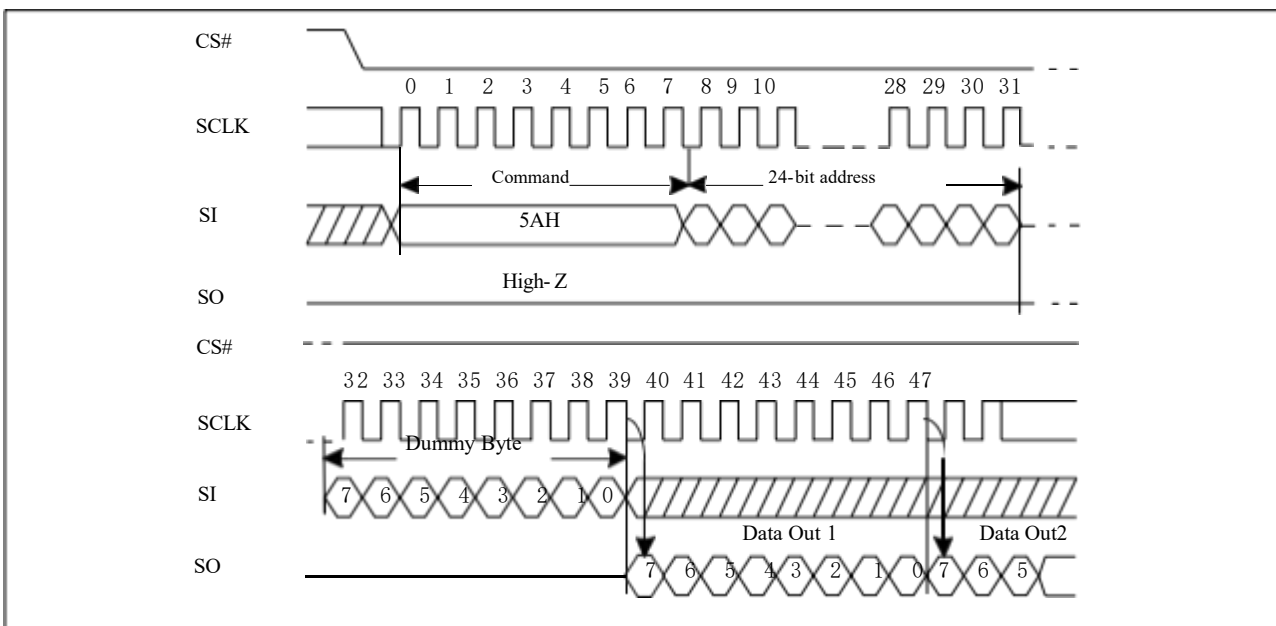 CS#
0 1 2 3 4 5 6 7 8 9 10 28 29 30 31
SCLK
Command 24-bit address
SI 5AH
High- Z
SO
CS#
32 33 34 35 36 37 38 39 40 41 42 43 44 45 46 47
SCLK
Dummy Byte
SI 7 6 5 4 3 2 1 0
Data Out 1 Data Out2
SO 7 6 5 4 3 2 1 0 7 6 5